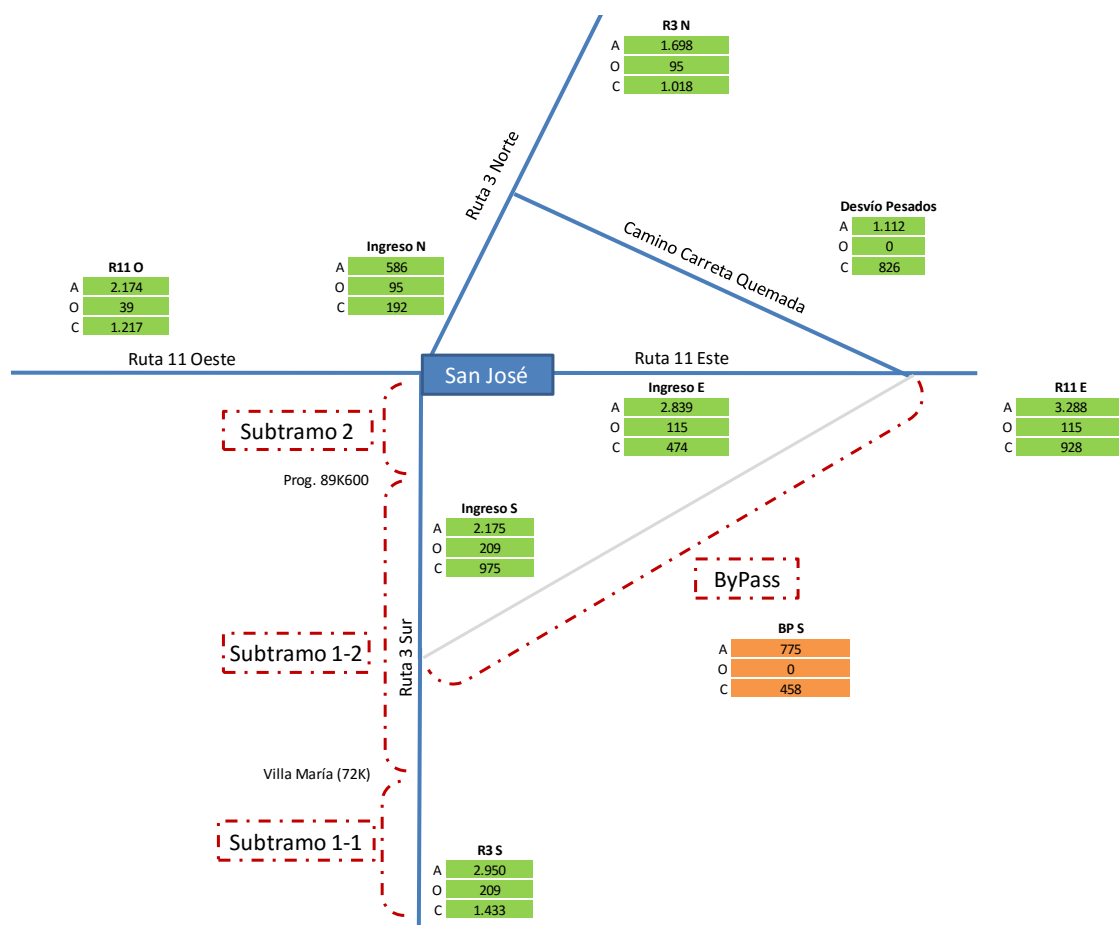 R3 N
A 1.698
O 95
C 1.018
Ruta 3 Norte
Desvío Pesados
A 1.112
O 0
C 826
Camino Carreta Quemada
Ingreso N
A 586
O 95
C 192
R11 O
A 2.174
O 39
C 1.217
Ruta 11 Oeste
San José
Ruta 11 Este
Ingreso E
A 2.839
O 115
C 474
R11 E
A 3.288
O 115
C 928
Subtramo 2
Prog. 89K600
Ingreso S
A 2.175
O 209
C 975
ByPass
BP S
A 775
O 0
C 458
Subtramo 1-2
Ruta 3 Sur
Villa María (72K)
Subtramo 1-1
R3 S
A 2.950
O 209
C 1.433